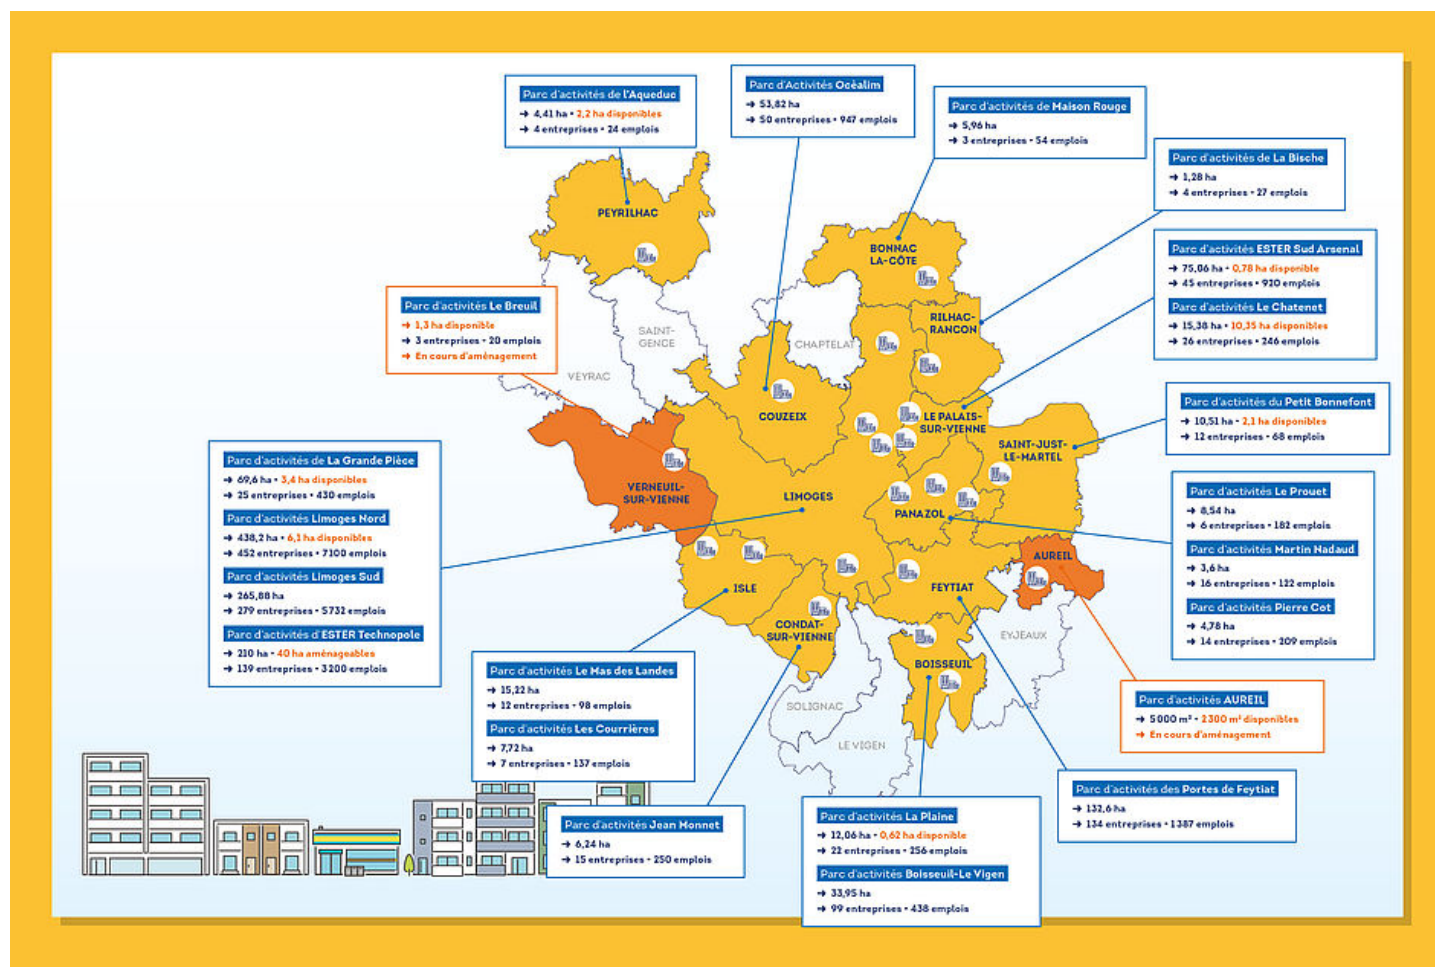 Parc d'activités de l'Aqueduc
→ 4,41 ha • 2,2 ha disponibles
→ 4 entreprises • 24 emplois
Parc d'Activités Océalim
→ 53,82 ha
→ 50 entreprises • 947 emplois
Parc d'activités de Maison Rouge
→ 5,96 ha
→ 3 entreprises • 54 emplois
Parc d'activités de La Bische
→ 1,28 ha
→ 4 entreprises • 27 emplois
Parc d'activités ESTER Sud Arsenal
→ 75,06 ha • 0,78 ha disponible
→ 45 entreprises • 920 emplois
Parc d'activités Le Chatenet
→ 15,38 ha • 10,35 ha disponibles
→ 26 entreprises • 246 emplois
Parc d'activités Le Breuil
→ 1,3 ha disponible
→ 3 entreprises • 20 emplois
→ En cours d'aménagement
Parc d'activités du Petit Bonnefont
→ 10,51 ha • 2,1 ha disponibles
→ 12 entreprises • 68 emplois
Parc d'activités de La Grande Pièce
→ 69,6 ha • 3,4 ha disponibles
→ 25 entreprises • 430 emplois
Parc d'activités Limoges Nord
→ 438,2 ha • 6,1 ha disponibles
→ 452 entreprises • 7100 emplois
Parc d'activités Limoges Sud
→ 265,88 ha
→ 279 entreprises • 5732 emplois
Parc d'activités d'ESTER Technopole
→ 210 ha • 40 ha aménageables
→ 139 entreprises • 3200 emplois
Parc d'activités Le Prouet
→ 8,54 ha
→ 6 entreprises • 182 emplois
Parc d'activités Martin Nadaud
→ 3,6 ha
→ 16 entreprises • 122 emplois
Parc d'activités Pierre Cot
→ 4,78 ha
→ 14 entreprises • 209 emplois
Parc d'activités Le Mas des Landes
→ 15,22 ha
→ 12 entreprises • 98 emplois
Parc d'activités Les Courrières
→ 7,72 ha
→ 7 entreprises • 137 emplois
Parc d'activités AUREIL
→ 5000 m² • 2300 m² disponibles
→ En cours d'aménagement
Parc d'activités des Portes de Feytiat
→ 132,6 ha
→ 134 entreprises • 1387 emplois
Parc d'activités Jean Monnet
→ 6,24 ha
→ 15 entreprises • 250 emplois
Parc d'activités La Plaine
→ 12,06 ha • 0,62 ha disponible
→ 22 entreprises • 256 emplois
Parc d'activités Boisseuil-Le Vigen
→ 33,95 ha
→ 99 entreprises • 438 emplois
PEYRILHAC
BONNAC
LA-CÔTE
RILHAC-
RANCON
SAINT-
GENCE
CHAPTELAT
VEYRAC
COUZEIX
LE PALAIS-
SUR-VIENNE
SAINT-JUST-
LE-MARTEL
VERNEUIL-
SUR-VIENNE
LIMOGES
PANAZOL
AUREIL
ISLE
FEYTIAT
CONDAT-
SUR-VIENNE
EYJEAUX
BOISSEUIL
SOLIGNAC
LE VIGEN